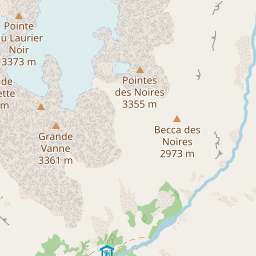 Pointe
u Laurier
Noir
3373 m
Pointes
des Noires
3355 m
de
ette
m
Grande
Vanne
3361 m
Becca des
Noires
2973 m